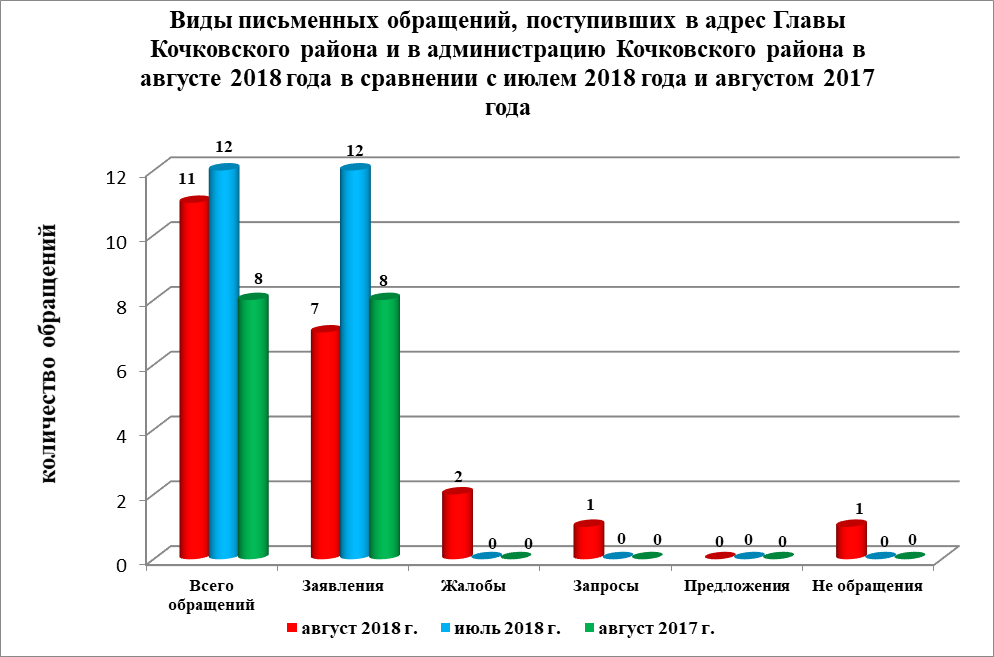 Виды письменных обращений, поступивших в адрес Главы
Кочковского района и в администрацию Кочковского района в
августе 2018 года в сравнении с июлем 2018 года и августом 2017
года
количество обращений
12
10
8
6
4
2
0
11
12
8
7
12
8
2
0
0
1
0
0
0
0
0
1
0
0
Всего
обращений
Заявления
Жалобы
Запросы
Предложения
Не обращения
август 2018 г.
июль 2018 г.
август 2017 г.